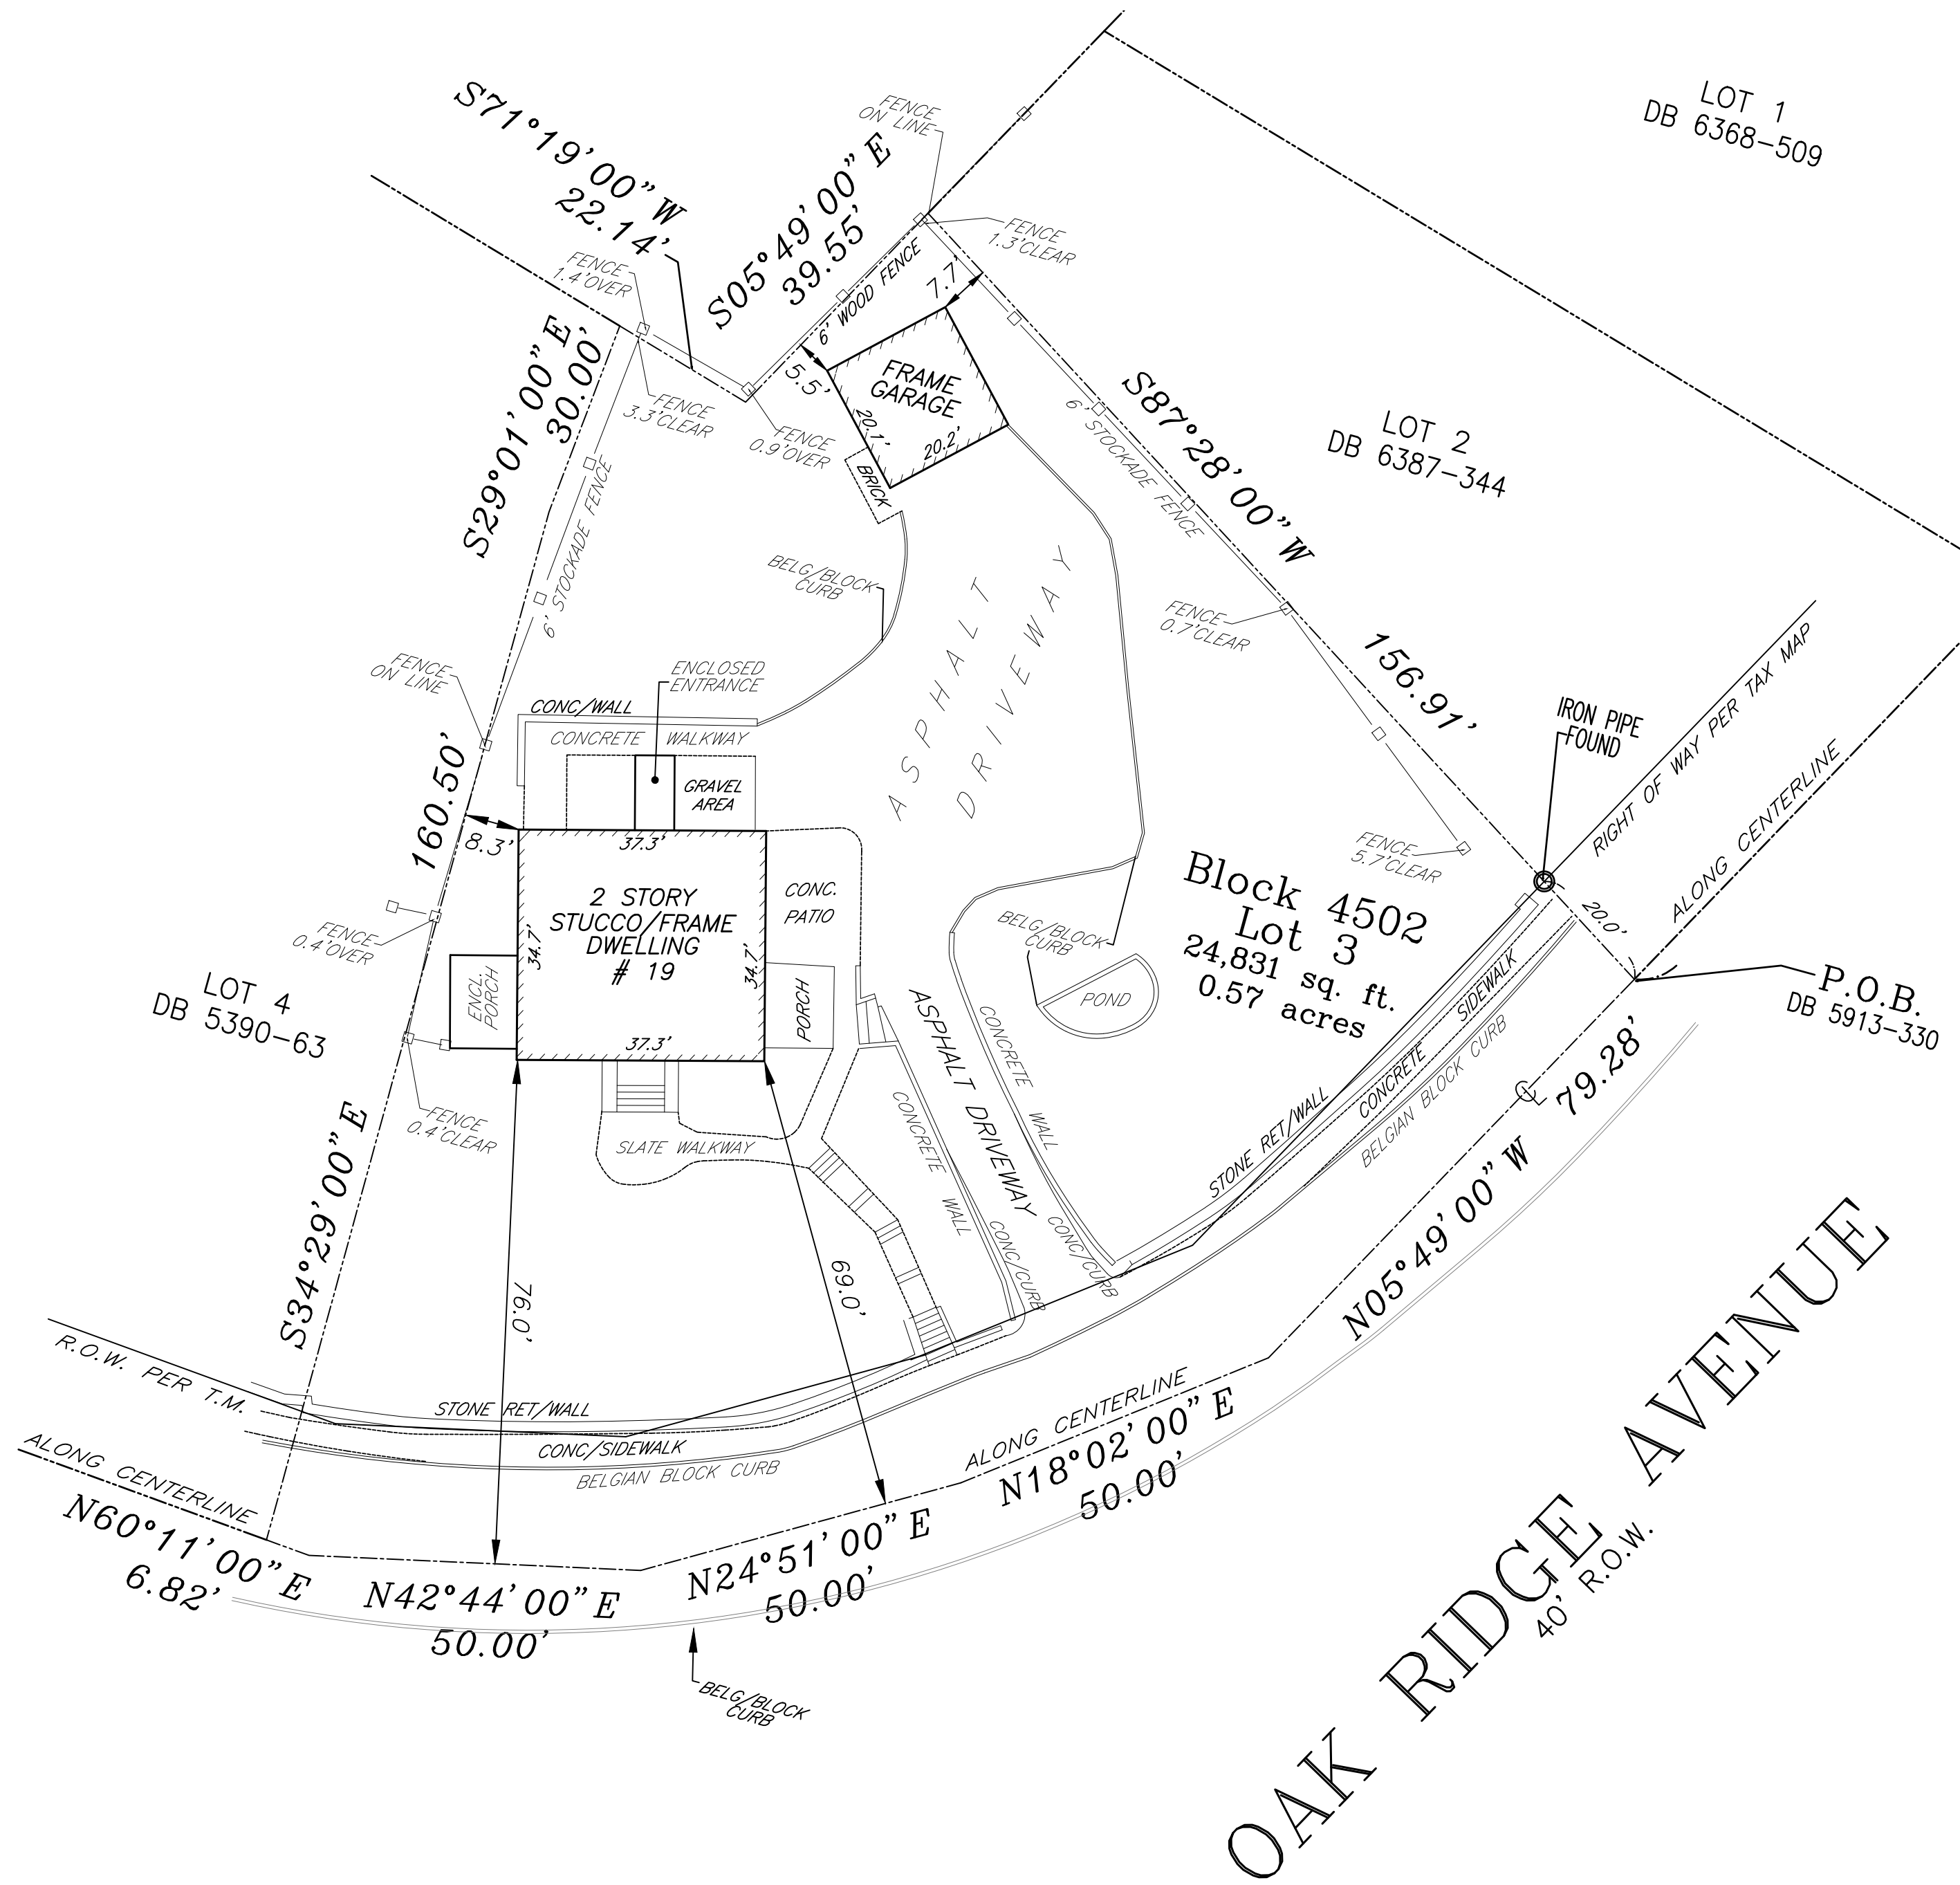 LOT 1
DB 6368-509
S71°19'00"W
22.14'
FENCE
ON LINE
S05°49'00"E
39.55'
FENCE
1.3'CLEAR
FENCE
1.4'OVER
6' WOOD FENCE
7.7'
S29°01'00"E
30.00'
5.5'
FRAME
GARAGE
20.1'
20.2'
FENCE
3.3'CLEAR
FENCE
0.9'OVER
BRICK
6' STOCKADE FENCE
S87°28'00"W
156.91'
LOT 2
DB 6387-344
6' STOCKADE FENCE
BELG/BLOCK
CURB
ASPHALT
DRIVEWAY
FENCE
0.7'CLEAR
FENCE
ON LINE
ENCLOSED
ENTRANCE
CONC/WALL
CONCRETE WALKWAY
GRAVEL
AREA
IRON PIPE
FOUND
RIGHT OF WAY PER TAX MAP
ALONG CENTERLINE
160.50'
8.3'
37.3'
2 STORY
STUCCO/FRAME
DWELLING
# 19
34.7'
34.7'
37.3'
CONC.
PATIO
FENCE
5.7'CLEAR
Block 4502
Lot 3
24,831 sq. ft.
0.57 acres
20.0'
FENCE
0.4'OVER
BELG/BLOCK
CURB
POND
ENCL
PORCH
PORCH
LOT 4
DB 5390-63
P.O.B.
DB 5913-330
SIDEWALK
CONCRETE
BELGIAN BLOCK CURB
79.28'
ASPHALT DRIVEWAY
CONCRETE WALL
CONCRETE WALL
STONE RET/WALL
FENCE
0.4'CLEAR
SLATE WALKWAY
S34°29'00"E
N05°49'00"W
CONC/CURB
CONC/CURB
76.0'
69.0'
R.O.W. PER T.M.
STONE RET/WALL
CONC/SIDEWALK
BELGIAN BLOCK CURB
ALONG CENTERLINE
ALONG CENTERLINE
N18°02'00"E
50.00'
N60°11'00"E
6.82'
N42°44'00"E
50.00'
N24°51'00"E
50.00'
BELG/BLOCK
CURB
OAK RIDGE AVENUE
40' R.O.W.